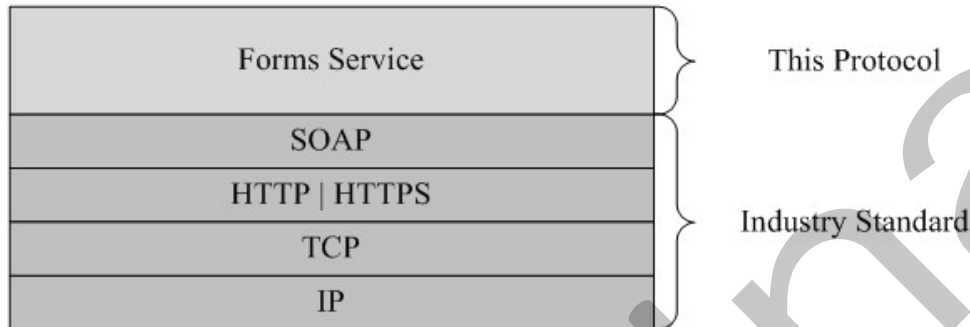 Forms Service
This Protocol
SOAP
HTTP | HTTPS
Industry Standard
TCP
IP